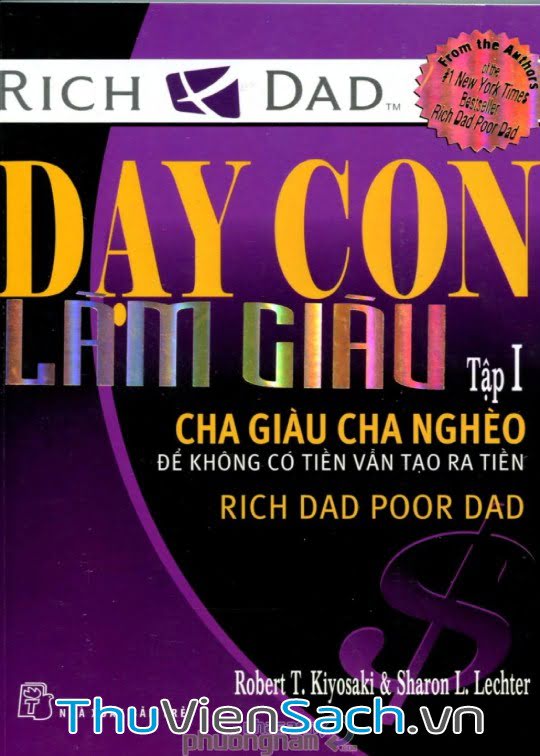 RICH DAD™
From the Authors
of the
#1 New York Times
Bestseller
Rich Dad Poor Dad
DẠY CON
LÀM GIÀU
Tập I
CHA GIÀU CHA NGHÈO
ĐỂ KHÔNG CÓ TIỀN VẪN TẠO RA TIỀN
RICH DAD POOR DAD
$
Robert T. Kiyosaki & Sharon L. Lechter
ThuVienSach.vn
phuongnam